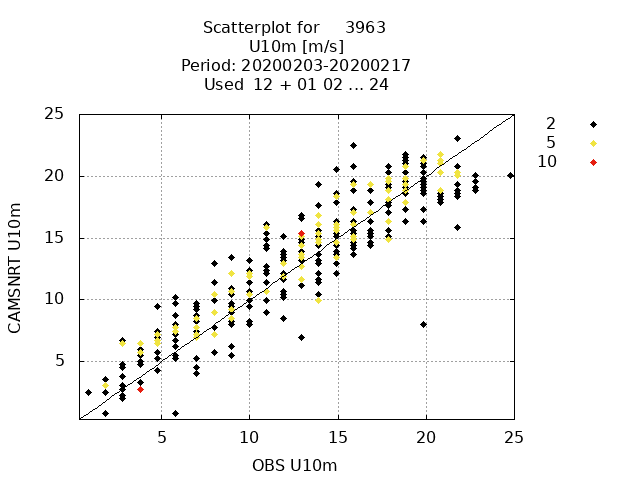 Scatterplot for 3963
U10m [m/s]
Period: 20200203-20200217
Used 12 + 01 02 ... 24
25
20
15
10
5
CAMSNRT U10m
5 10 15 20 25
OBS U10m
2
5
10